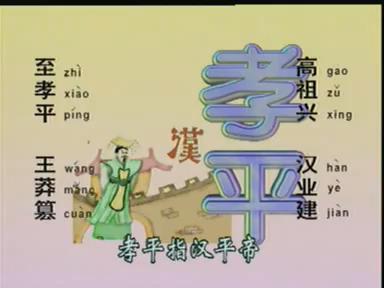 高祖兴 gao zǔ xīng
汉业建 hàn yè jiàn
孝平
至孝平 zhì xiào píng
王莽篡 wáng mǎng cuàn
漢
孝平指汉平帝